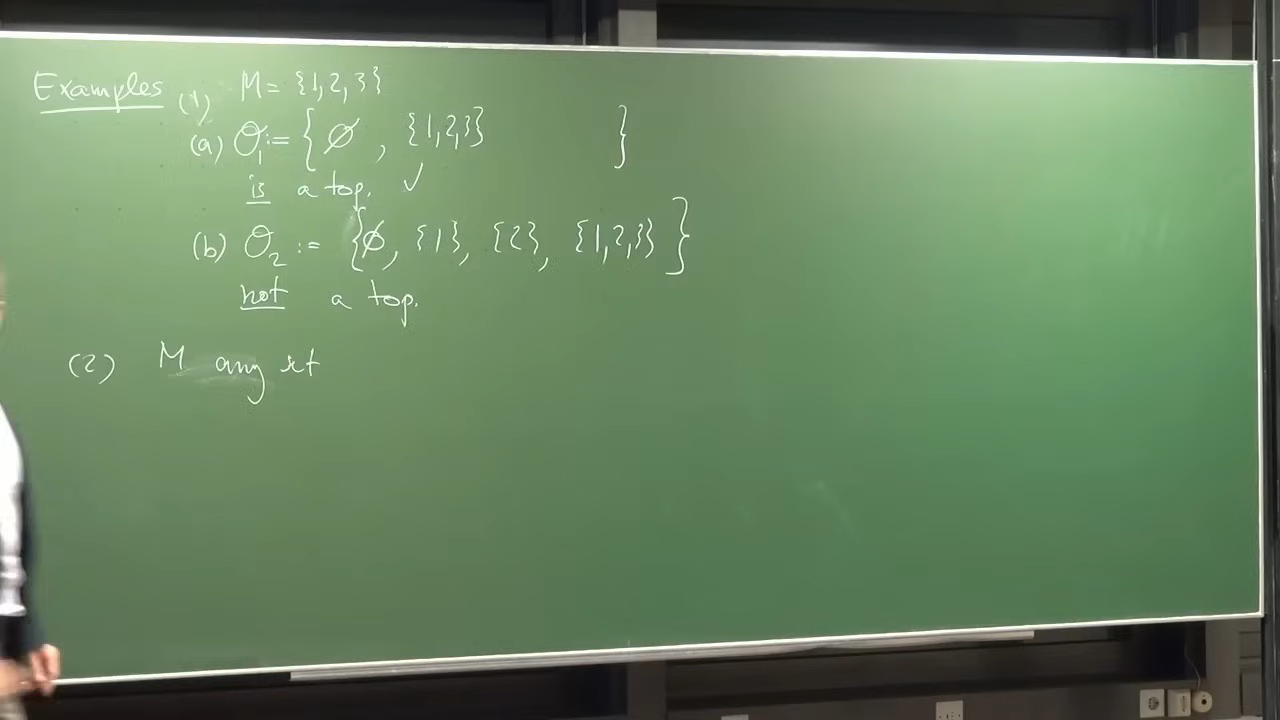 Examples (1) M = {1,2,3}
(a) O₁ := { ∅ , {1,2,3} }
is a top. ✓
(b) O₂ := {∅, {1}, {2}, {1,2,3} }
not a top.
(2) M any set